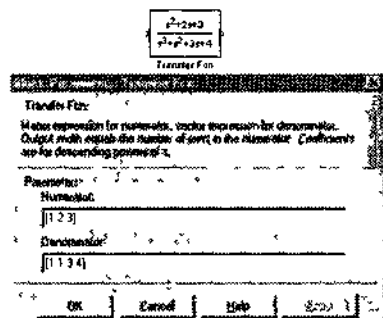 s²+2s+3
s³+s²+3s+4
Transfer Fcn
Transfer Fcn
Matrix expression for numerator, vector expression for denominator.
Output width equals the number of rows in the numerator. Coefficients
are for descending powers of s.
Parameters
Numerator:
[1 2 3]
Denominator:
[1 1 3 4]
OK
Cancel
Help